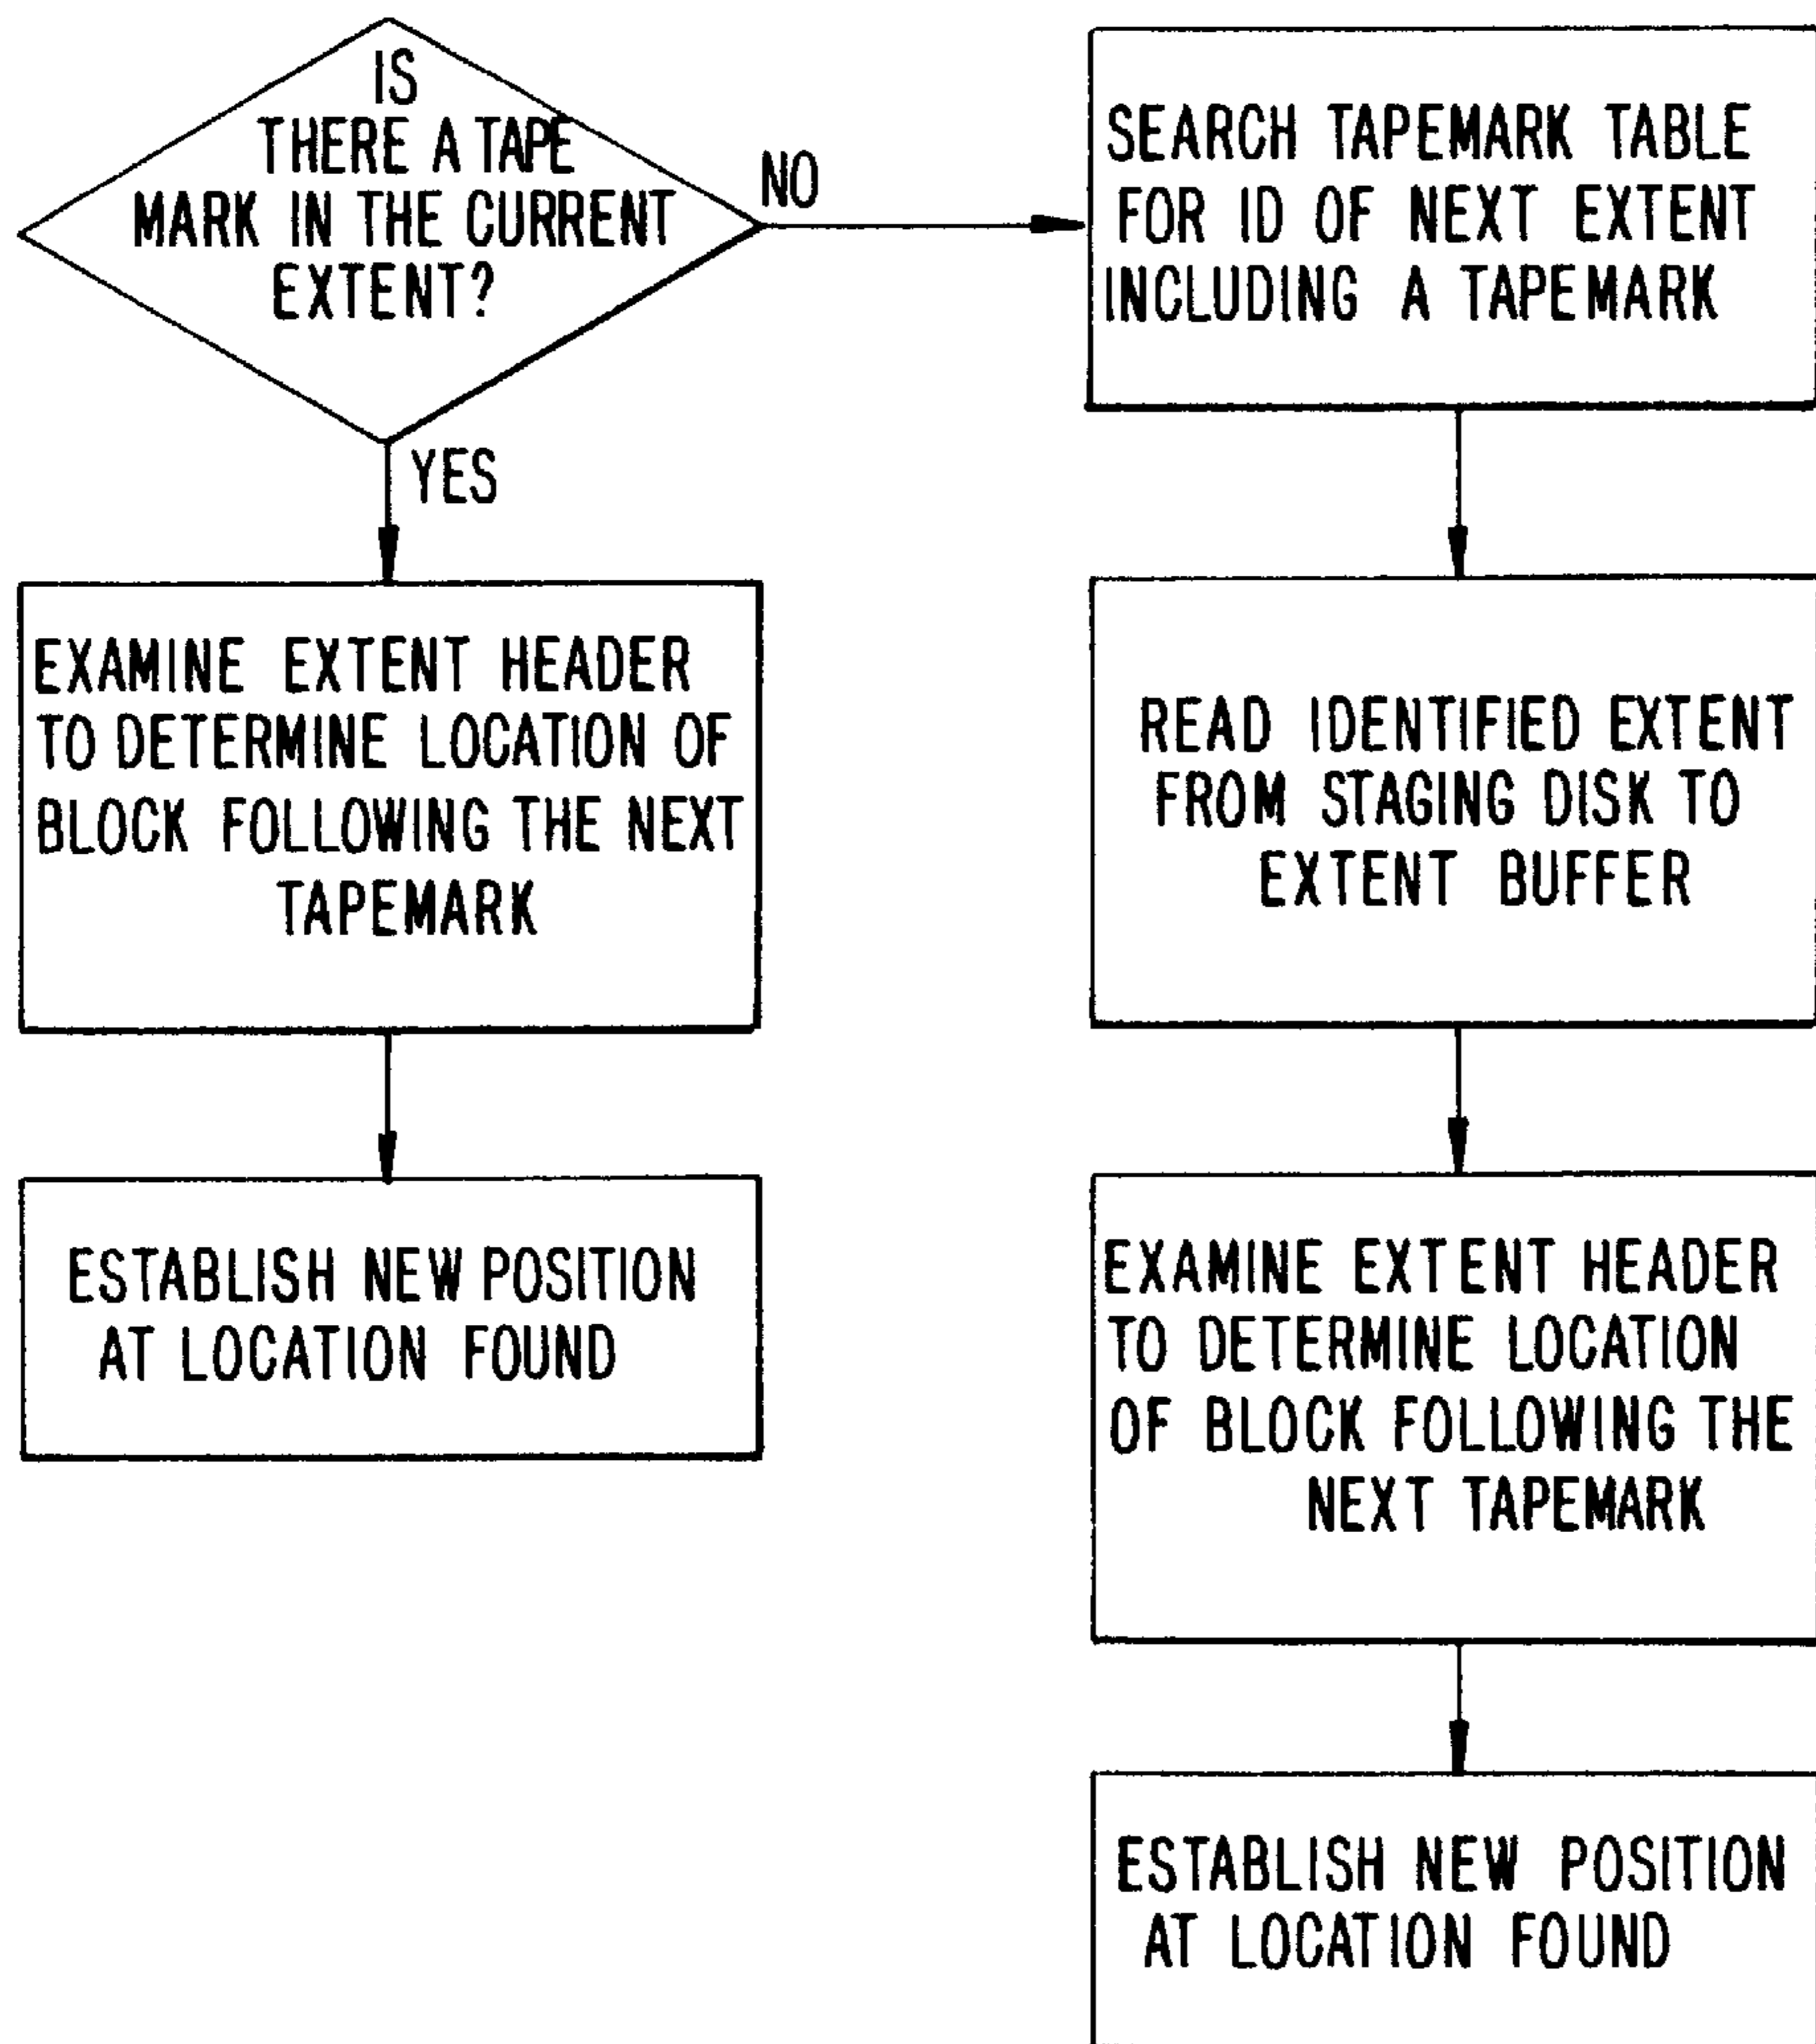 IS
THERE A TAPE
MARK IN THE CURRENT
EXTENT?
NO
YES
SEARCH TAPEMARK TABLE
FOR ID OF NEXT EXTENT
INCLUDING A TAPEMARK
EXAMINE EXTENT HEADER
TO DETERMINE LOCATION OF
BLOCK FOLLOWING THE NEXT
TAPEMARK
READ IDENTIFIED EXTENT
FROM STAGING DISK TO
EXTENT BUFFER
ESTABLISH NEW POSITION
AT LOCATION FOUND
EXAMINE EXTENT HEADER
TO DETERMINE LOCATION
OF BLOCK FOLLOWING THE
NEXT TAPEMARK
ESTABLISH NEW POSITION
AT LOCATION FOUND